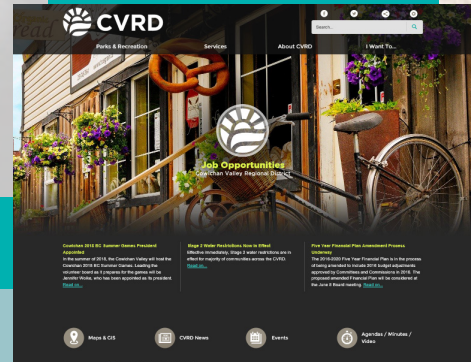 CVRD
Search...
Parks & Recreation
Services
About CVRD
I Want To...
Job Opportunities
Cowichan Valley Regional District
Cowichan 2018 BC Summer Games President
Appointed
In the summer of 2018, the Cowichan Valley will host the
Cowichan 2018 BC Summer Games. Leading the
volunteer board as it prepares for the games will be
Jennifer Woike, who has been appointed as its president.
Read on...
Stage 2 Water Restrictions Now in Effect
Effective immediately, Stage 2 water restrictions are in
effect for majority of communities across the CVRD.
Read on...
Five Year Financial Plan Amendment Process
Underway
The 2016-2020 Five Year Financial Plan is in the process
of being amended to include 2016 budget adjustments
approved by Committees and Commissions in 2016. The
proposed amended Financial Plan will be considered at
the June 8 Board meeting. Read on...
Maps & GIS
CVRD News
Events
Agendas / Minutes /
Video